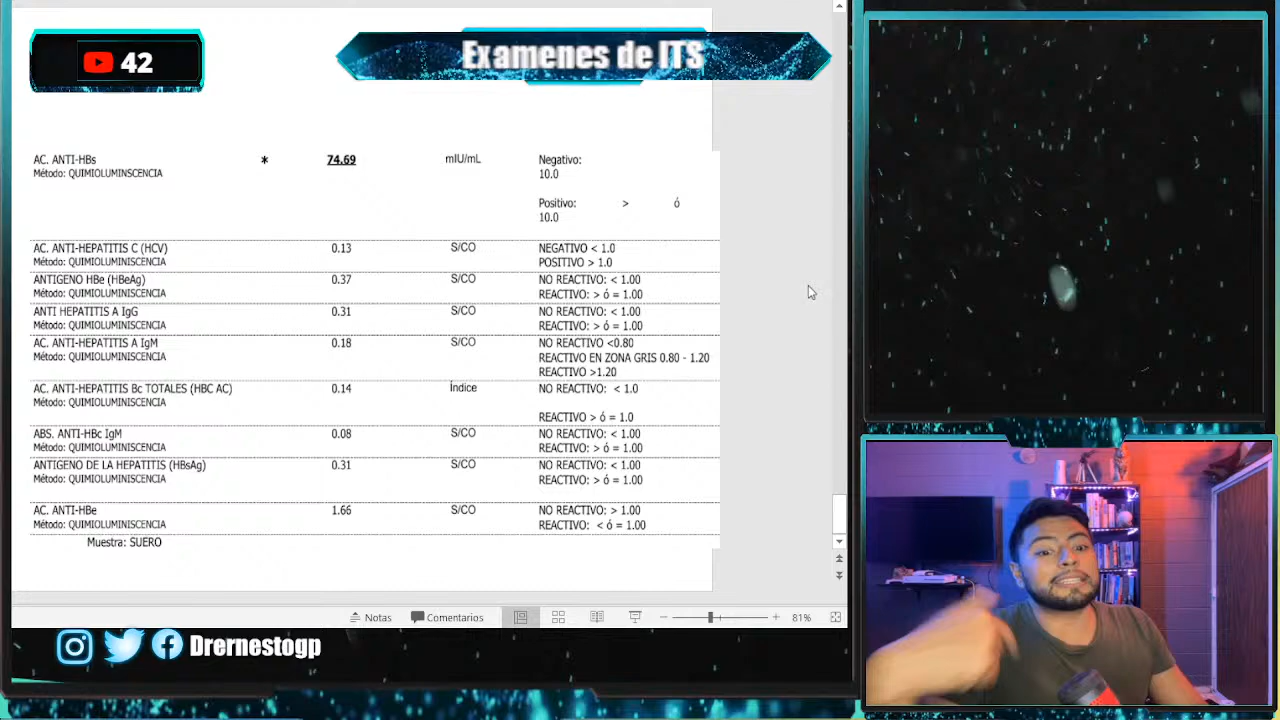 42
Examenes de ITS
AC. ANTI-HBs * 74.69 mIU/mL Negativo:
Método: QUIMIOLUMINSCENCIA 10.0
Positivo: > ó
10.0
AC. ANTI-HEPATITIS C (HCV) 0.13 S/CO NEGATIVO < 1.0
Método: QUIMIOLUMINISCENCIA POSITIVO > 1.0
ANTIGENO HBe (HBeAg) 0.37 S/CO NO REACTIVO: < 1.00
Método: QUIMIOLUMINISCENCIA REACTIVO: > ó = 1.00
ANTI HEPATITIS A IgG 0.31 S/CO NO REACTIVO: < 1.00
Método: QUIMIOLUMINISCENCIA REACTIVO: > ó = 1.00
AC. ANTI-HEPATITIS A IgM 0.18 S/CO NO REACTIVO <0.80
Método: QUIMIOLUMINISCENCIA REACTIVO EN ZONA GRIS 0.80 - 1.20
REACTIVO >1.20
AC. ANTI-HEPATITIS Bc TOTALES (HBC AC) 0.14 Índice NO REACTIVO: < 1.0
Método: QUIMIOLUMINISCENCIA
REACTIVO > ó = 1.0
ABS. ANTI-HBc IgM 0.08 S/CO NO REACTIVO: < 1.00
Método: QUIMIOLUMINISCENCIA REACTIVO: > ó = 1.00
ANTIGENO DE LA HEPATITIS (HBsAg) 0.31 S/CO NO REACTIVO: < 1.00
Método: QUIMIOLUMINISCENCIA REACTIVO: > ó = 1.00
AC. ANTI-HBe 1.66 S/CO NO REACTIVO: > 1.00
Método: QUIMIOLUMINISCENCIA REACTIVO: < ó = 1.00
Muestra: SUERO
Notas Comentarios 81%
Drernestogp